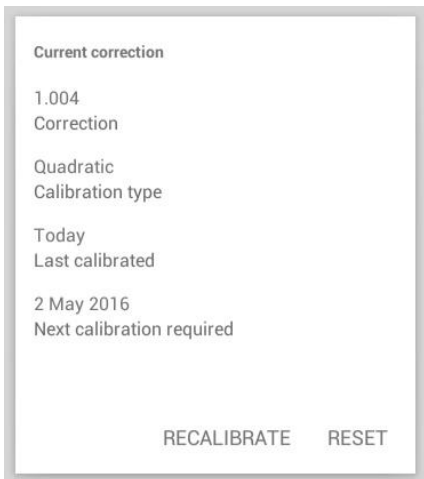 Current correction
1.004
Correction
Quadratic
Calibration type
Today
Last calibrated
2 May 2016
Next calibration required
RECALIBRATE RESET